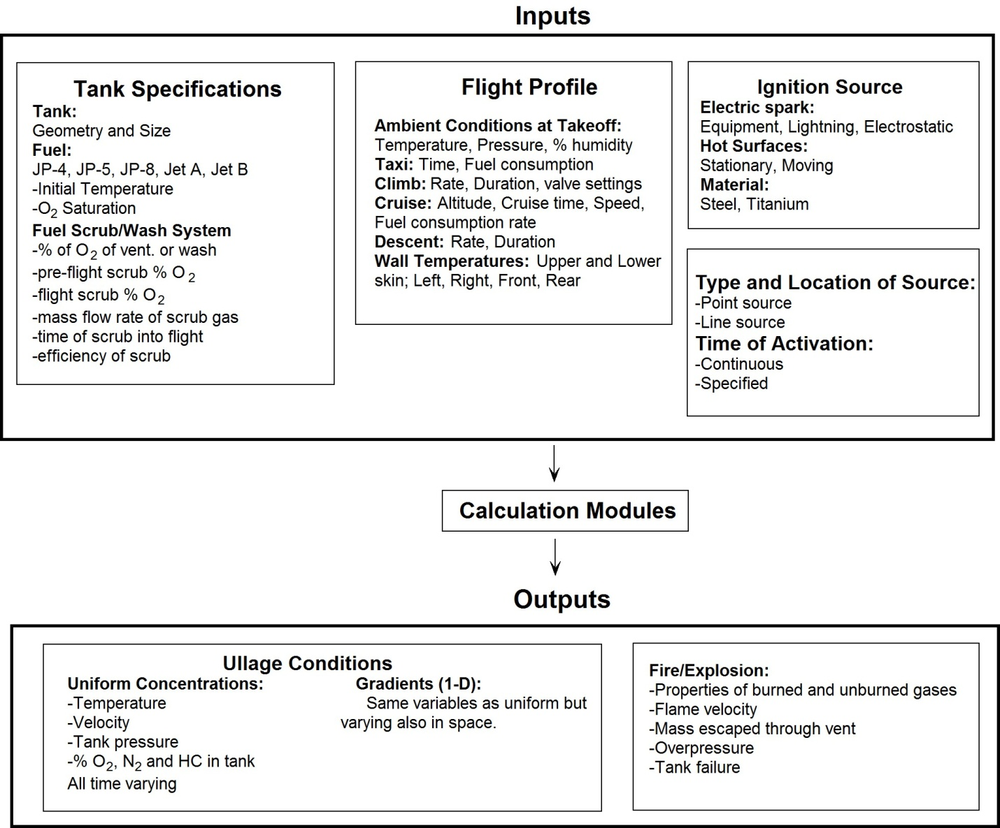 Inputs
Tank Specifications
Tank:
Geometry and Size
Fuel:
JP-4, JP-5, JP-8, Jet A, Jet B
-Initial Temperature
-O2 Saturation
Fuel Scrub/Wash System
-% of O2 of vent. or wash
-pre-flight scrub % O2
-flight scrub % O2
-mass flow rate of scrub gas
-time of scrub into flight
-efficiency of scrub
Flight Profile
Ambient Conditions at Takeoff:
Temperature, Pressure, % humidity
Taxi: Time, Fuel consumption
Climb: Rate, Duration, valve settings
Cruise: Altitude, Cruise time, Speed,
Fuel consumption rate
Descent: Rate, Duration
Wall Temperatures: Upper and Lower
skin; Left, Right, Front, Rear
Ignition Source
Electric spark:
Equipment, Lightning, Electrostatic
Hot Surfaces:
Stationary, Moving
Material:
Steel, Titanium
Type and Location of Source:
-Point source
-Line source
Time of Activation:
-Continuous
-Specified
Calculation Modules
Outputs
Ullage Conditions
Uniform Concentrations:
-Temperature
-Velocity
-Tank pressure
-% O2, N2 and HC in tank
All time varying
Gradients (1-D):
Same variables as uniform but
varying also in space.
Fire/Explosion:
-Properties of burned and unburned gases
-Flame velocity
-Mass escaped through vent
-Overpressure
-Tank failure